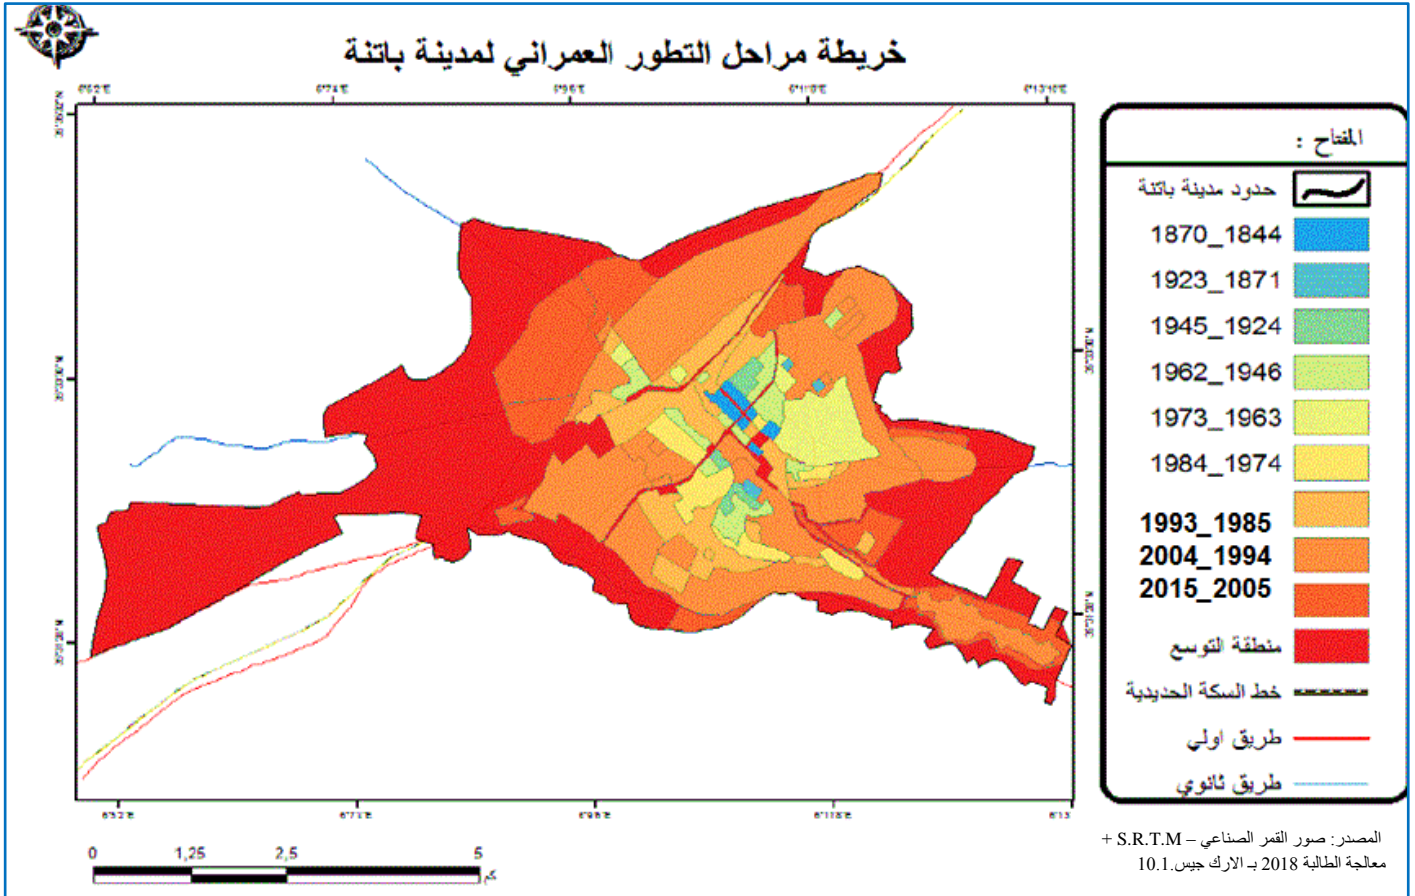 خريطة مراحل التطور العمراني لمدينة باتنة
المفتاح :
حدود مدينة باتنة
1870_1844
1923_1871
1945_1924
1962_1946
1973_1963
1984_1974
1993_1985
2004_1994
2015_2005
منطقة التوسع
خط السكة الحديدية
طريق اولي
طريق ثانوي
0 1,25 2,5 5
كم
المصدر: صور القمر الصناعي – S.R.T.M +
معالجة الطالبة 2018 بـ الارك جيس.10.1